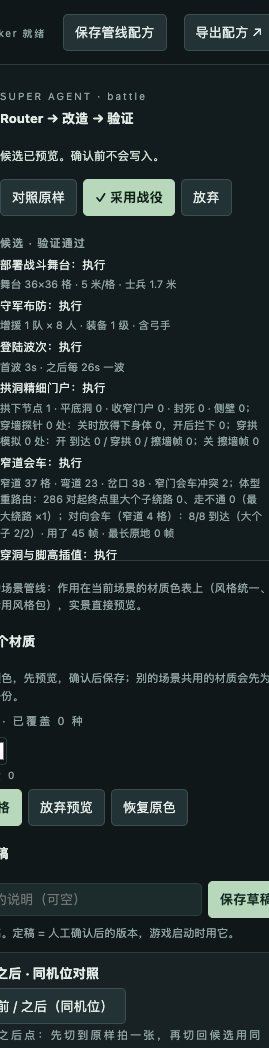 ker 就绪
保存管线配方
导出配方 ↗
SUPER AGENT · battle
Router → 改造 → 验证
候选已预览。确认前不会写入。
对照原样
✓ 采用战役
放弃
候选 · 验证通过
部署战斗舞台：执行
舞台 36×36 格 · 5 米/格 · 士兵 1.7 米
守军布防：执行
增援 1 队 × 8 人 · 装备 1 级 · 含弓手
登陆波次：执行
首波 3s · 之后每 26s 一波
拱洞精细门户：执行
拱下节点 1 · 平底洞 0 · 收窄门户 0 · 封死 0 · 侧壁 0；
穿墙探针 0 处：关时放得下身体 0，开后拦下 0；拱穿
模拟 0 处：开 到达 0 / 穿拱 0 / 擦墙帧 0；关 擦墙帧 0
窄道会车：执行
窄道 37 格 · 弯道 23 · 岔口 38 · 窄门会车冲突 2；体型
重路由：286 对起终点里大个子绕路 0、走不通 0（最
大绕路 ×1）；对向会车（窄道 4 格）：8/8 到达（大个
子 2/2）· 用了 45 帧 · 最长原地 0 帧
穿洞与脚高插值：执行
场景管线：作用在当前场景的材质色表上（风格统一、
用风格包），实景直接预览。
个材质
色，先预览，确认后保存；别的场景共用的材质会先为
份。
· 已覆盖 0 种
0
格
放弃预览
恢复原色
稿
的说明（可空）
保存草稿
。定稿 = 人工确认后的版本，游戏启动时用它。
之后 · 同机位对照
前 / 之后（同机位）
之后点：先切到原样拍一张，再切回候选用同